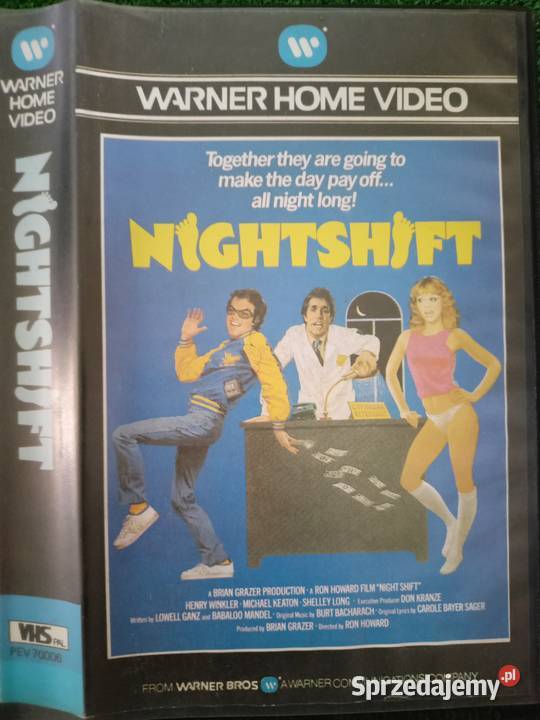 W
WARNER
HOME
VIDEO
NIGHTSHIFT
VHS PAL
PEV 70006
W
WARNER HOME VIDEO
Together they are going to
make the day pay off...
all night long!
NIGHTSHIFT
A BRIAN GRAZER PRODUCTION · A RON HOWARD FILM "NIGHT SHIFT"
HENRY WINKLER · MICHAEL KEATON · SHELLEY LONG · Executive Producer DON KRANZE
Written by LOWELL GANZ and BABALOO MANDEL · Original Music by BURT BACHARACH · Original Lyrics by CAROLE BAYER SAGER
Produced by BRIAN GRAZER · Directed by RON HOWARD
FROM WARNER BROS W A WARNER COMMUNICATIONS COMPANY
Sprzedajemy.pl